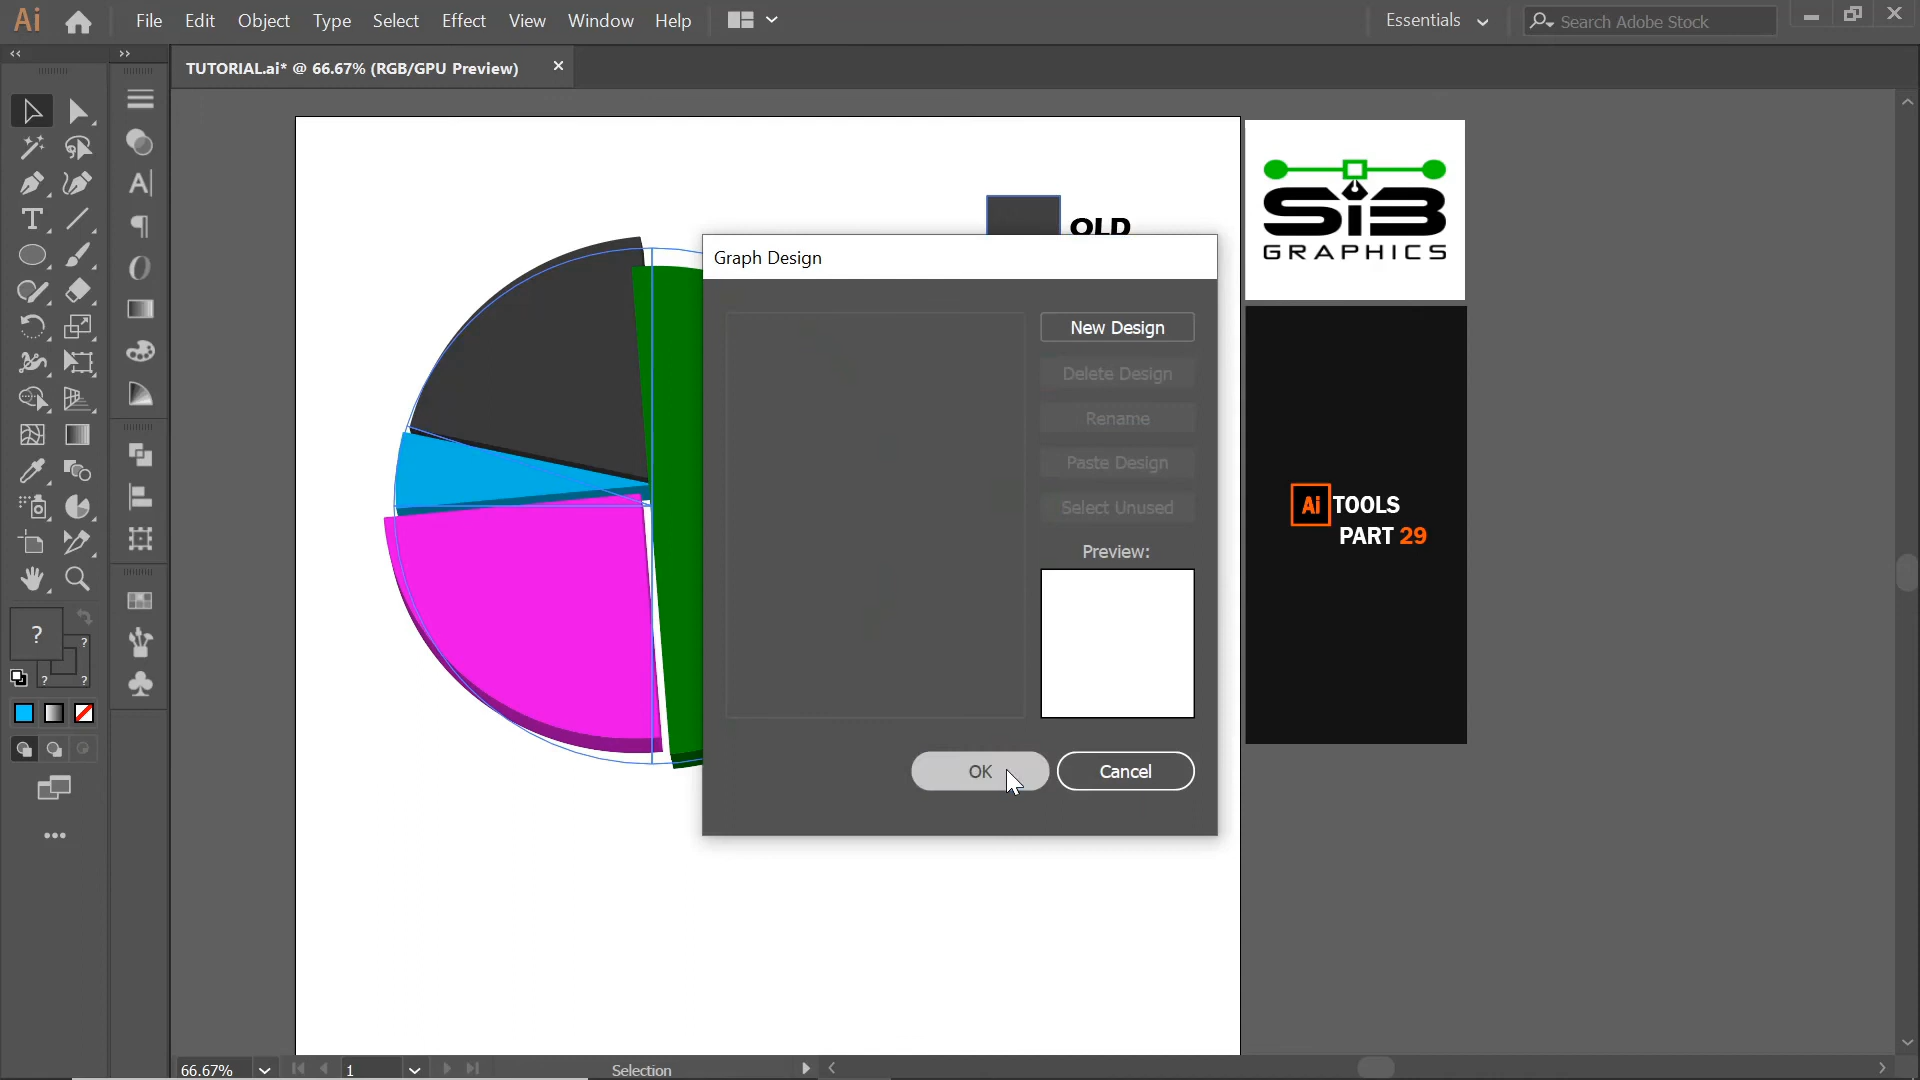 Ai File Edit Object Type Select Effect View Window Help Essentials Search Adobe Stock
TUTORIAL.ai* @ 66.67% (RGB/GPU Preview)
OLD
SiB
GRAPHICS
Graph Design
New Design
Delete Design
Rename
Paste Design
Select Unused
Preview:
OK Cancel
Ai TOOLS
PART 29
66.67% 1 Selection